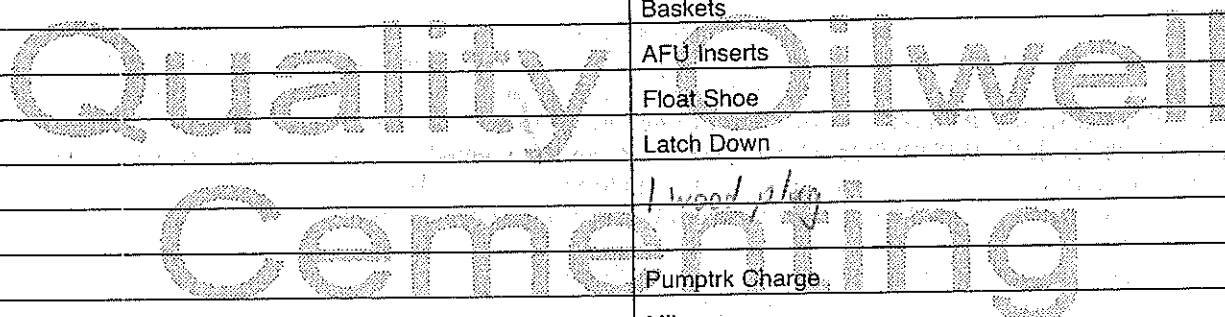 Baskets
AFU Inserts
Quality Oilwell
Float Shoe
Latch Down
1 wood plug
Cementing
Pumptrk Charge